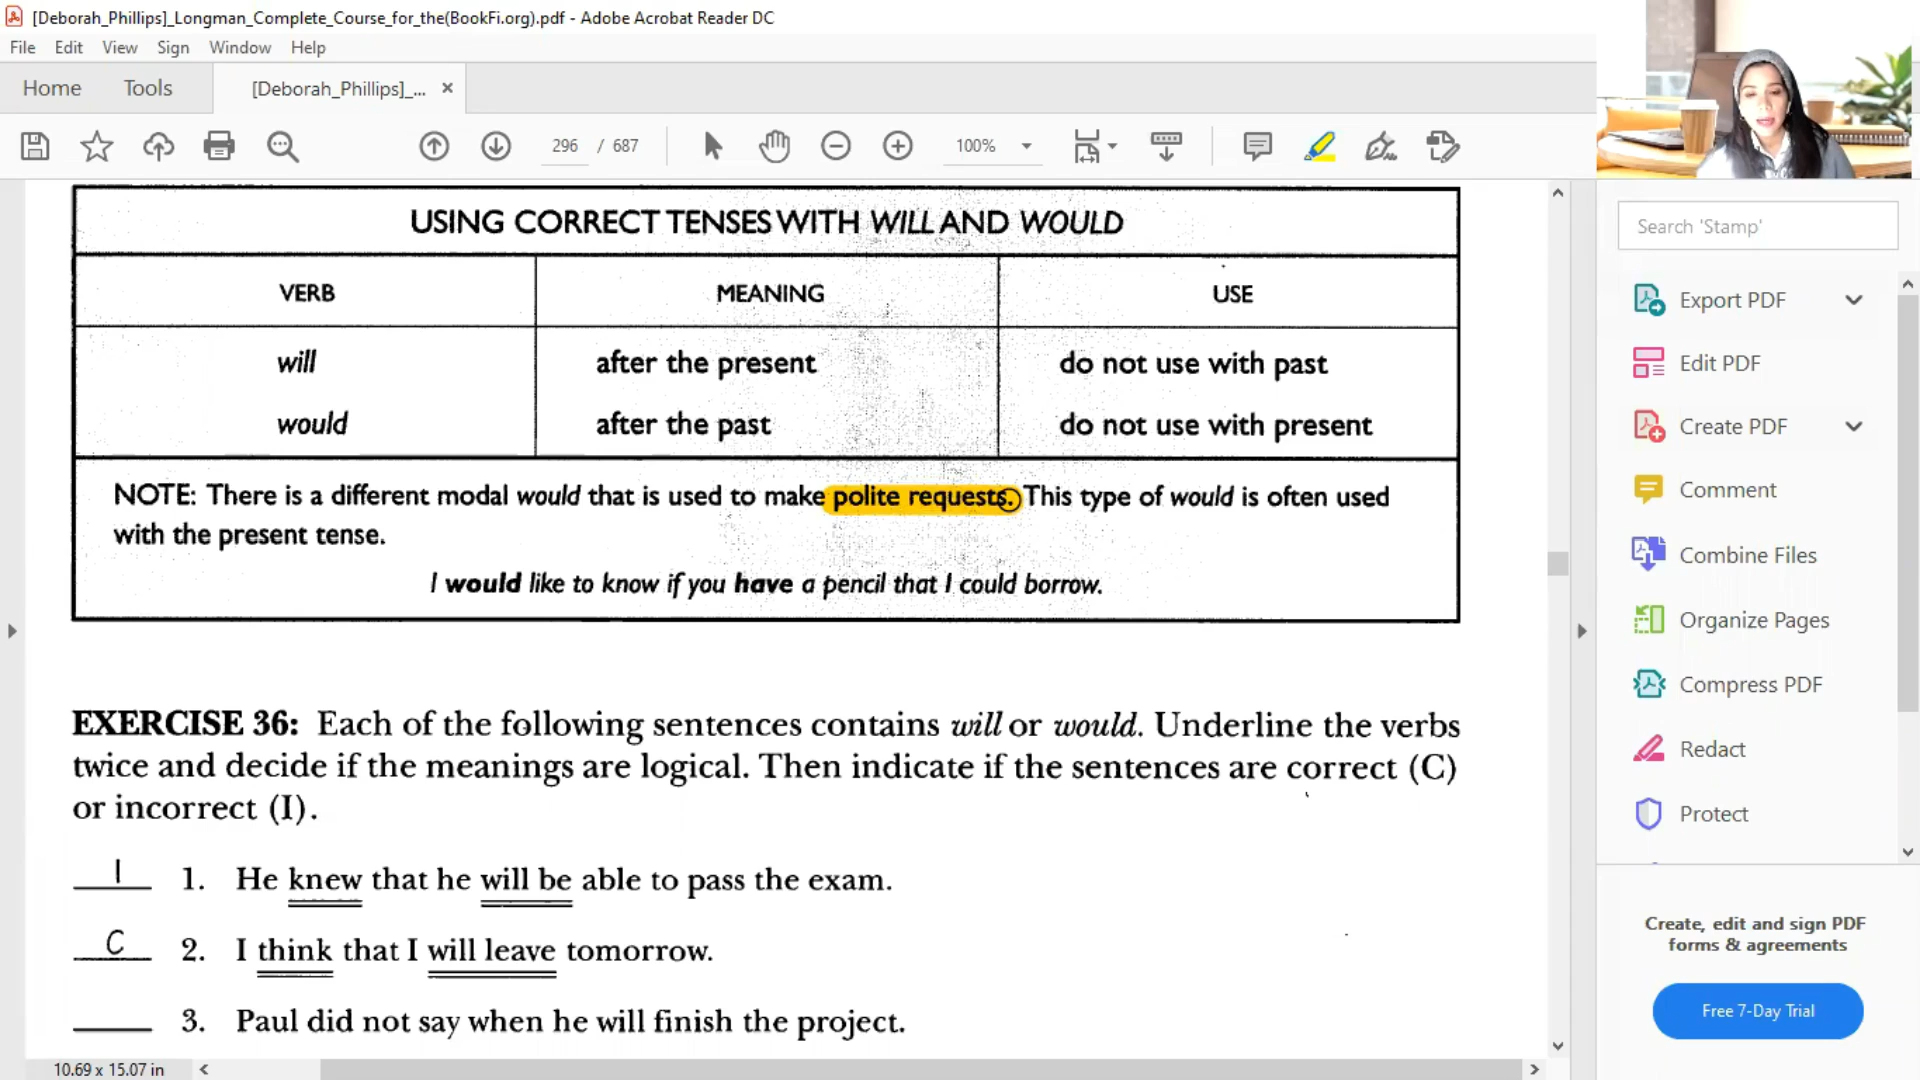 [Deborah_Phillips]_Longman_Complete_Course_for_the(BookFi.org).pdf - Adobe Acrobat Reader DC
File Edit View Sign Window Help
Home Tools [Deborah_Phillips]_... ×
296 / 687 100%
USING CORRECT TENSES WITH WILL AND WOULD
VERB MEANING USE
will after the present do not use with past
would after the past do not use with present
NOTE: There is a different modal would that is used to make polite requests. This type of would is often used
with the present tense.
I would like to know if you have a pencil that I could borrow.
EXERCISE 36: Each of the following sentences contains will or would. Underline the verbs
twice and decide if the meanings are logical. Then indicate if the sentences are correct (C)
or incorrect (I).
I 1. He knew that he will be able to pass the exam.
C 2. I think that I will leave tomorrow.
3. Paul did not say when he will finish the project.
10.69 x 15.07 in
Search 'Stamp'
Export PDF
Edit PDF
Create PDF
Comment
Combine Files
Organize Pages
Compress PDF
Redact
Protect
Create, edit and sign PDF
forms & agreements
Free 7-Day Trial